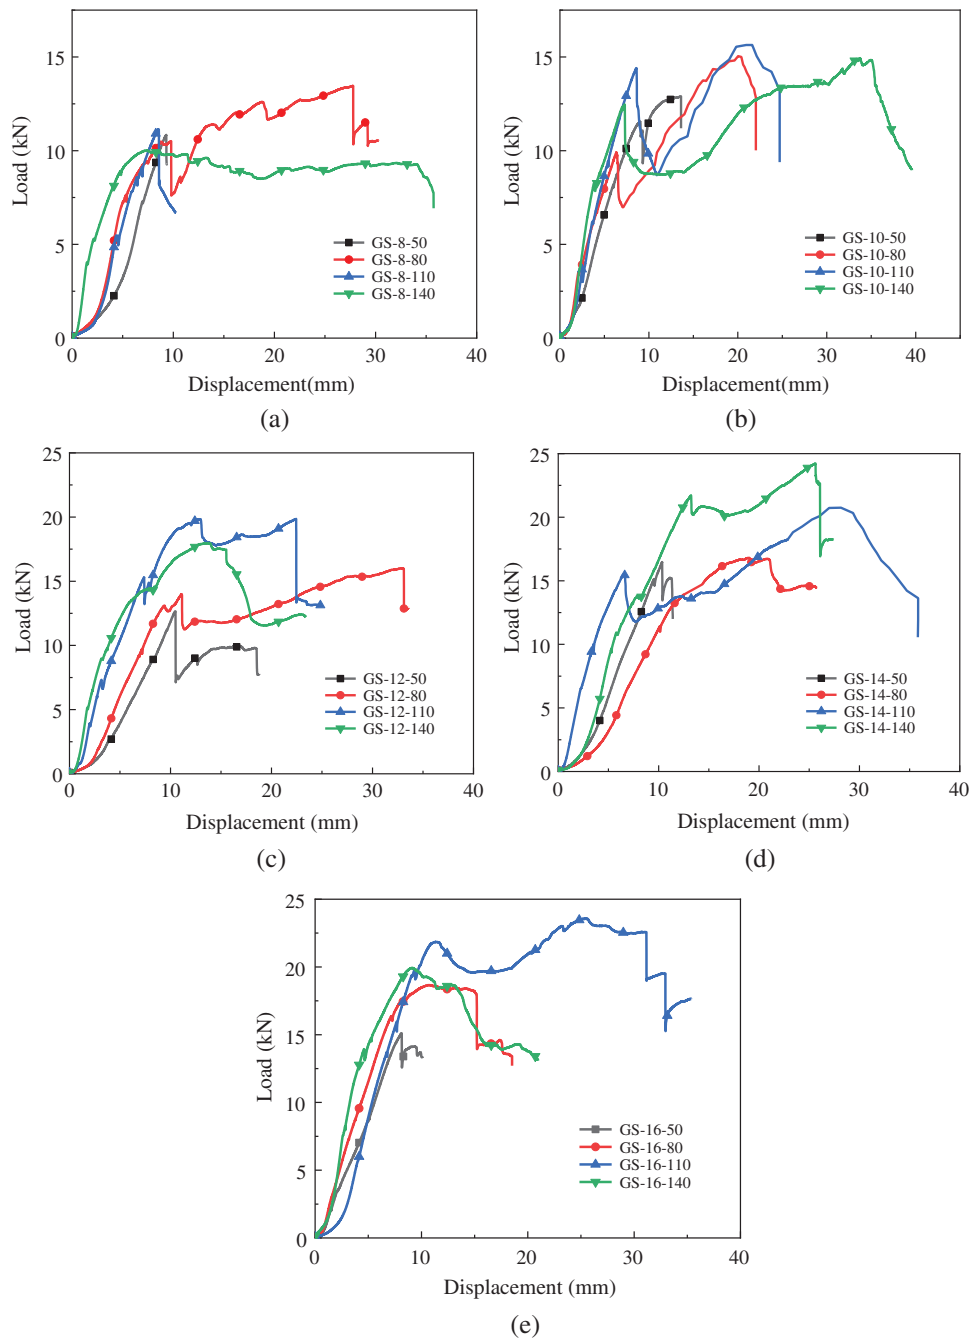 Load (kN)
15
10
5
0
0
10
20
30
40
GS-8-50
GS-8-80
GS-8-110
GS-8-140
Displacement(mm)
(a)
Load (kN)
15
10
5
0
0
10
20
30
40
GS-10-50
GS-10-80
GS-10-110
GS-10-140
Displacement(mm)
(b)
Load (kN)
25
20
15
10
5
0
0
10
20
30
40
GS-12-50
GS-12-80
GS-12-110
GS-12-140
Displacement (mm)
(c)
Load (kN)
25
20
15
10
5
0
0
10
20
30
40
GS-14-50
GS-14-80
GS-14-110
GS-14-140
Displacement (mm)
(d)
Load (kN)
25
20
15
10
5
0
0
10
20
30
40
GS-16-50
GS-16-80
GS-16-110
GS-16-140
Displacement (mm)
(e)